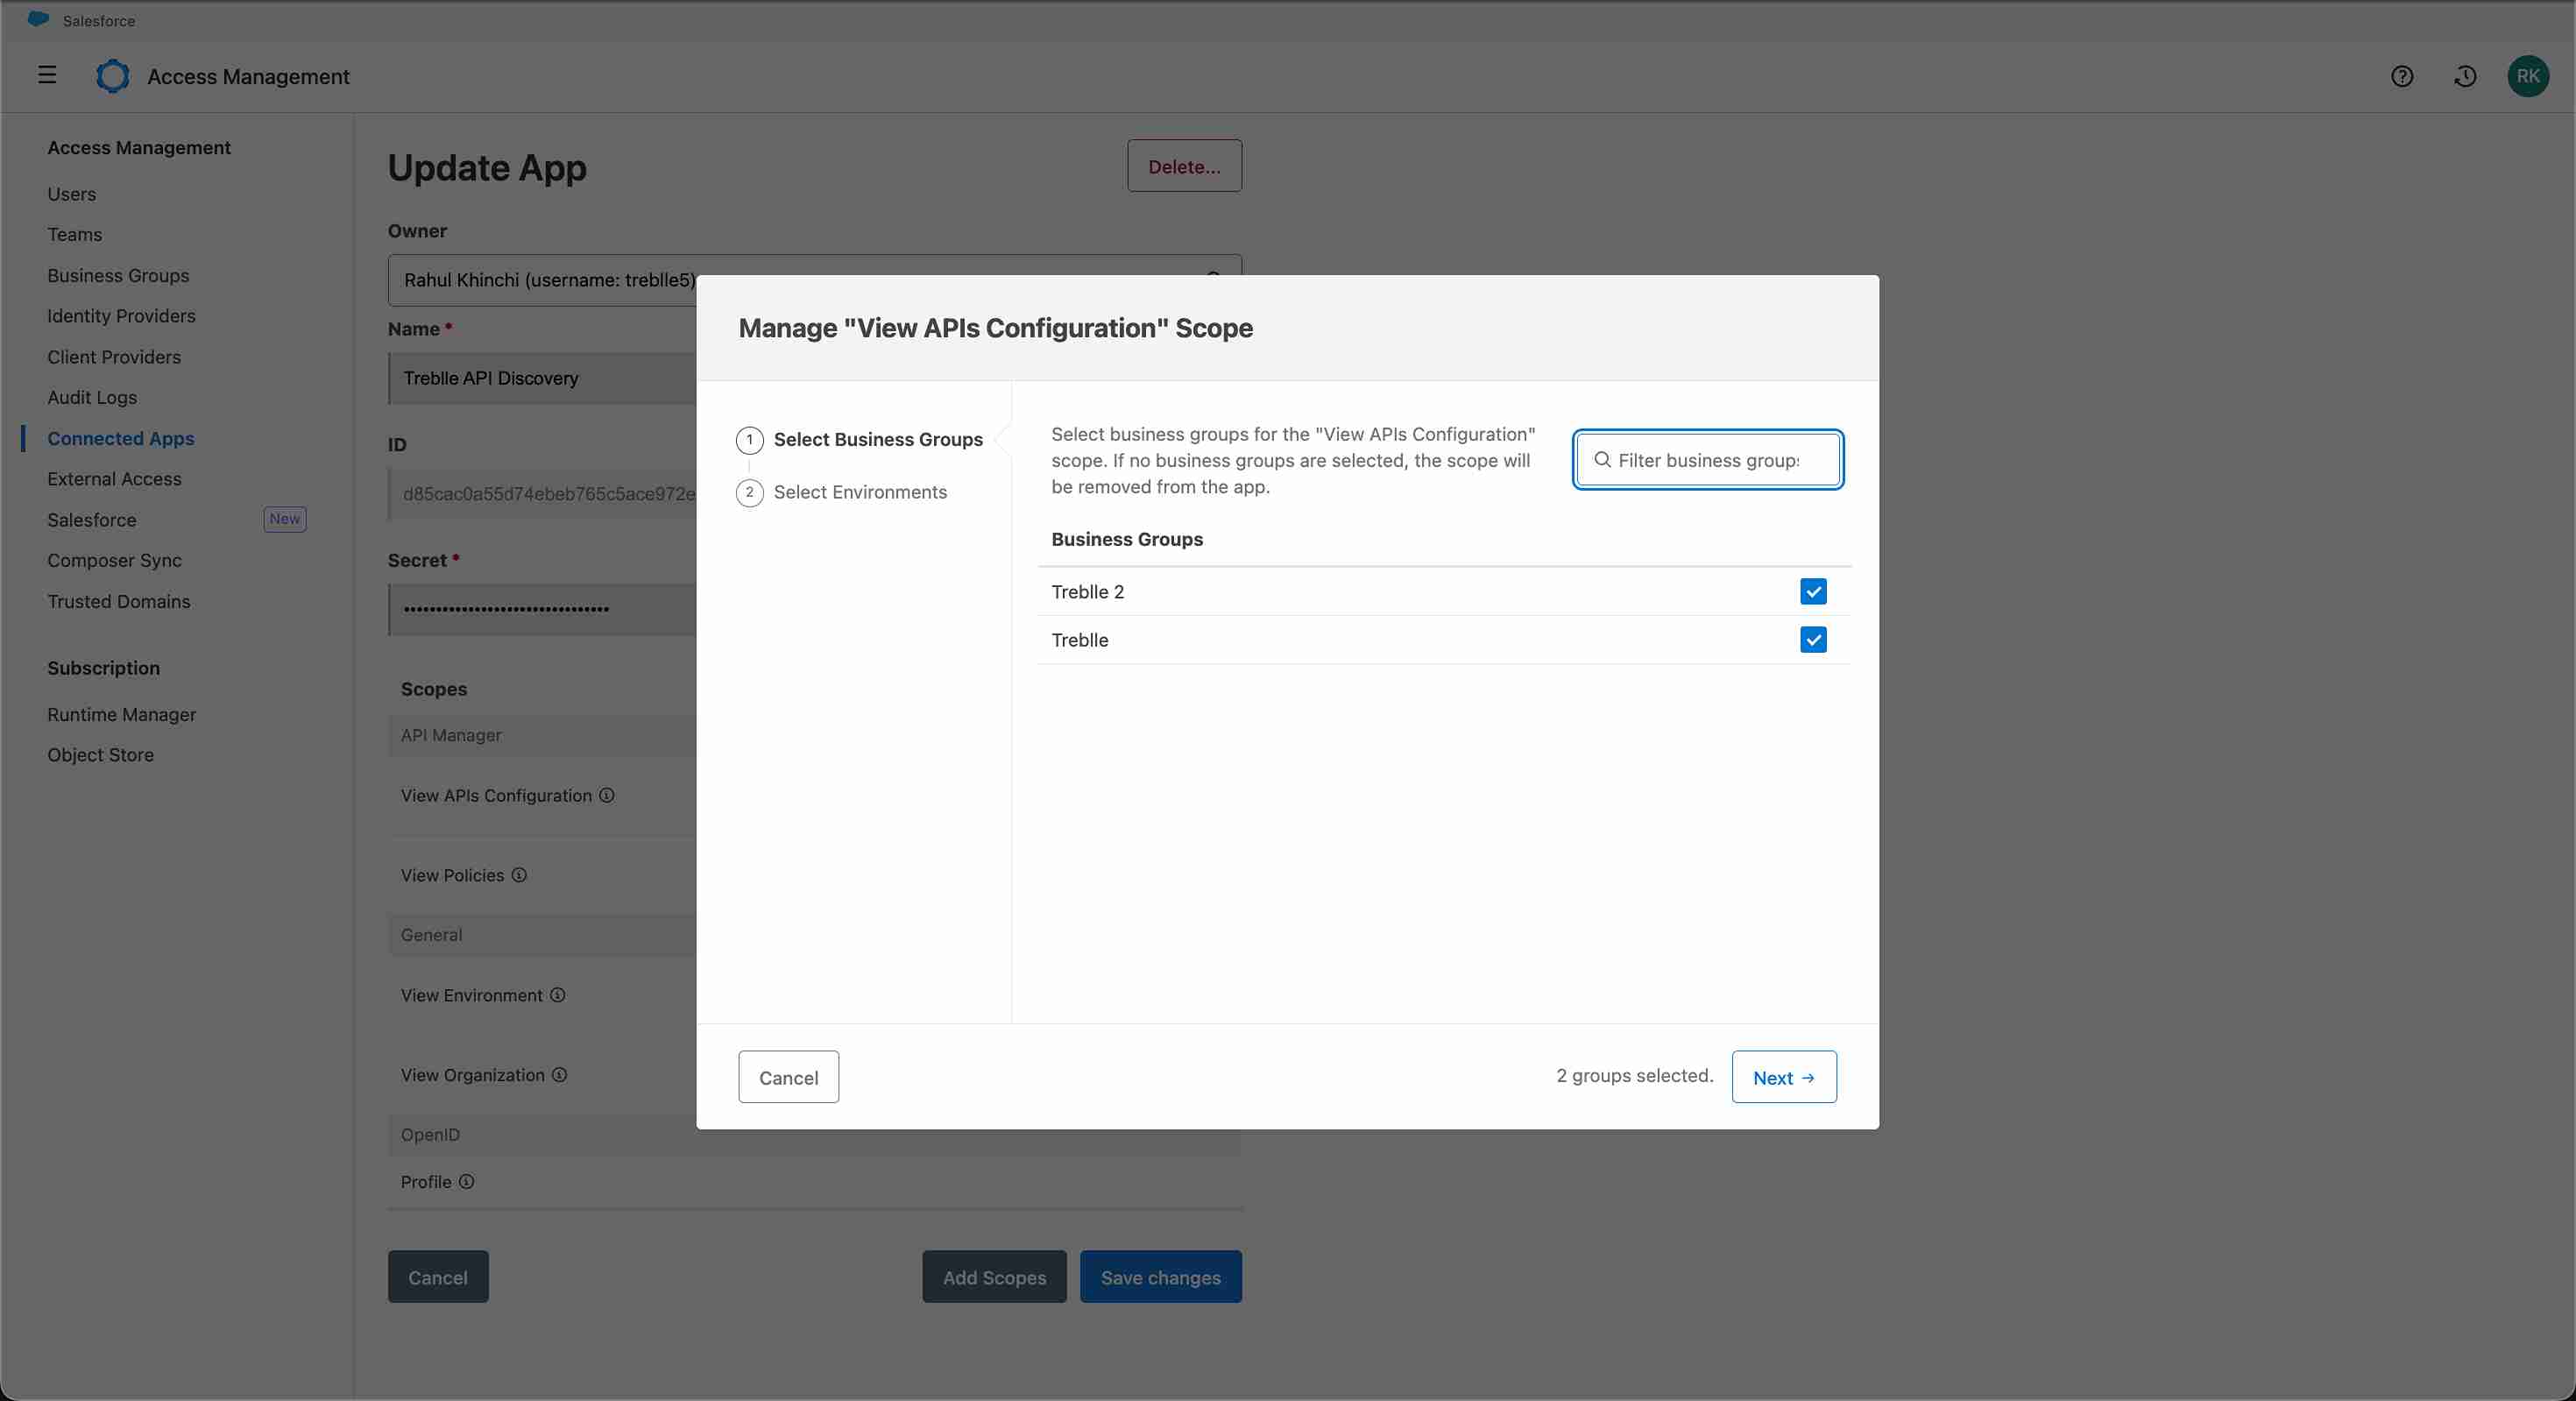 Salesforce
Access Management
RK
Access Management
Users
Teams
Business Groups
Identity Providers
Client Providers
Audit Logs
Connected Apps
External Access
Salesforce New
Composer Sync
Trusted Domains
Subscription
Runtime Manager
Object Store
Update App
Delete...
Owner
Rahul Khinchi (username: treblle5)
Name *
Treblle API Discovery
ID
d85cac0a55d74ebeb765c5ace972e
Secret *
••••••••••••••••••••••••••••••••
Scopes
API Manager
View APIs Configuration
View Policies
General
View Environment
View Organization
OpenID
Profile
Cancel
Add Scopes
Save changes
Manage "View APIs Configuration" Scope
1 Select Business Groups
2 Select Environments
Select business groups for the "View APIs Configuration"
scope. If no business groups are selected, the scope will
be removed from the app.
Filter business group
Business Groups
Treblle 2
Treblle
Cancel
2 groups selected.
Next →